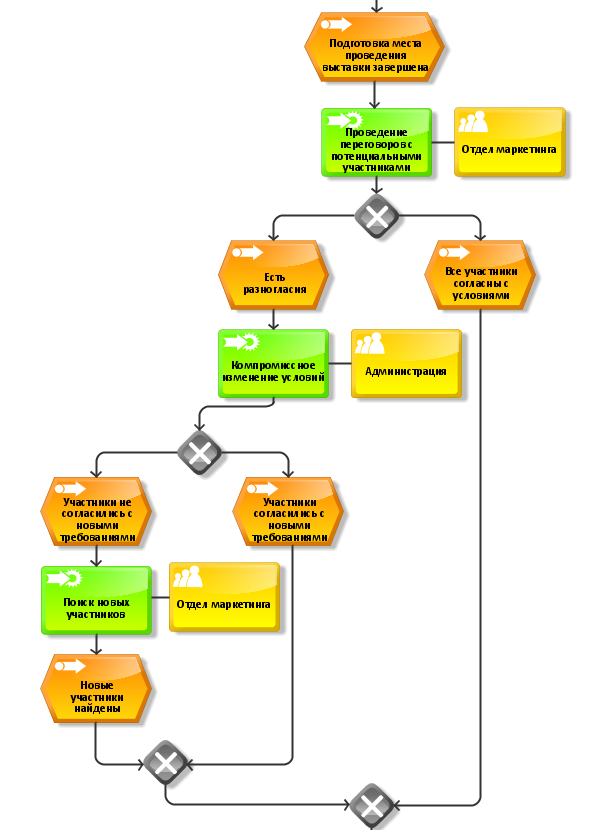 Подготовка места
проведения
выставки завершена
Проведение
переговоров с
потенциальными
участниками
Отдел маркетинга
Есть
разногласия
Все участники
согласны с
условиями
Компромиссное
изменение условий
Администрация
Участники не
согласились с
новыми
требованиями
Участники
согласились с
новыми
требованиями
Поиск новых
участников
Отдел маркетинга
Новые
участники
найдены